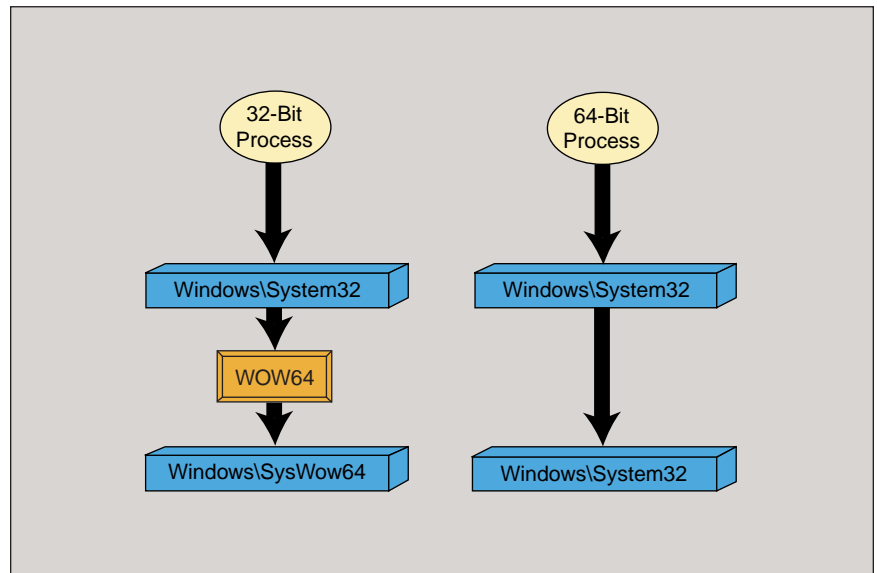 32-Bit
Process
64-Bit
Process
Windows\System32
Windows\System32
WOW64
Windows\SysWow64
Windows\System32